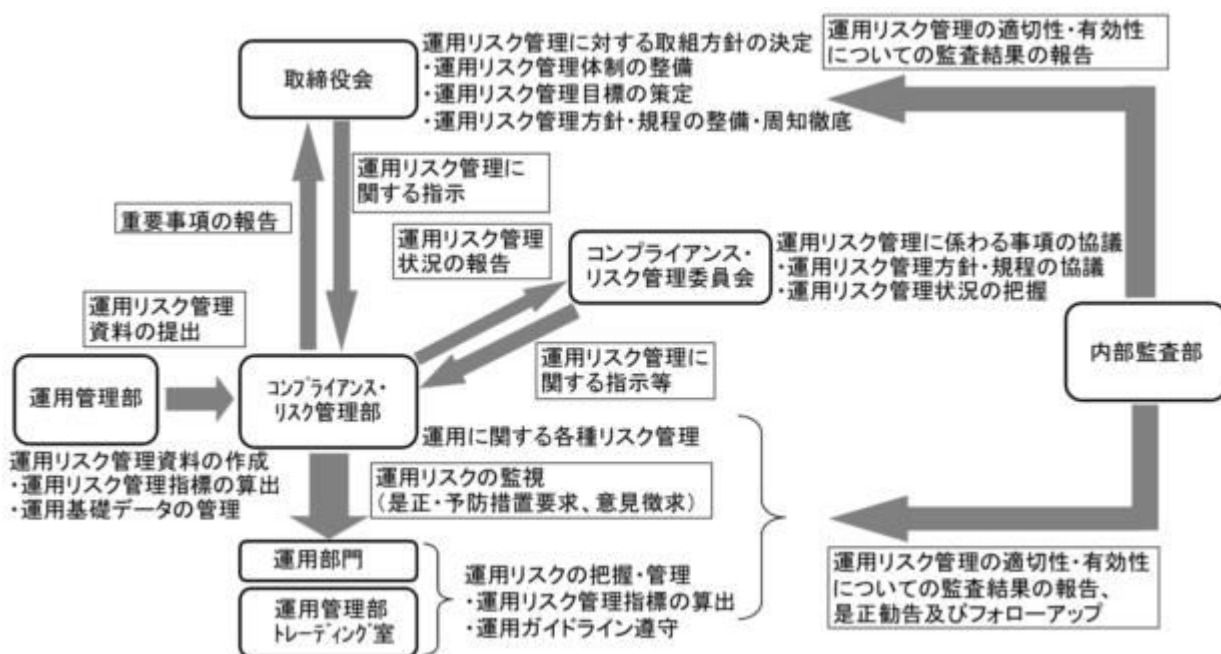 取締役会
運用リスク管理に対する取組方針の決定
・運用リスク管理体制の整備
・運用リスク管理目標の策定
・運用リスク管理方針・規程の整備・周知徹底
運用リスク管理の適切性・有効性
についての監査結果の報告
重要事項の報告
運用リスク管理に
関する指示
運用リスク管理
状況の報告
コンプライアンス・
リスク管理委員会
運用リスク管理に係わる事項の協議
・運用リスク管理方針・規程の協議
・運用リスク管理状況の把握
運用リスク管理
資料の提出
運用リスク管理に
関する指示等
内部監査部
運用管理部
コンプライアンス・
リスク管理部
運用に関する各種リスク管理
運用リスク管理資料の作成
・運用リスク管理指標の算出
・運用基礎データの管理
運用リスクの監視
(是正・予防措置要求、意見徴求)
運用部門
運用管理部
トレーディング室
運用リスクの把握・管理
・運用リスク管理指標の算出
・運用ガイドライン遵守
運用リスク管理の適切性・有効性
についての監査結果の報告、
是正勧告及びフォローアップ